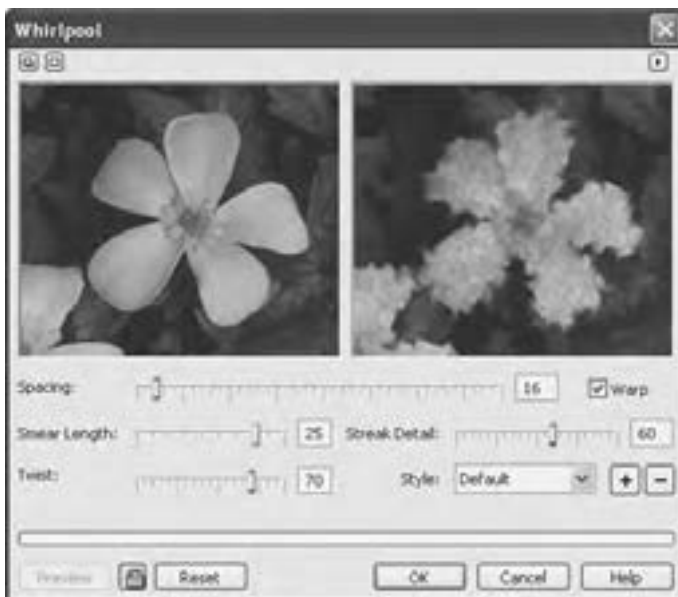 Whirlpool
Spacing: 16 Warp
Smear Length: 25 Streak Detail: 60
Twist: 70 Style: Default + −
Preview Reset OK Cancel Help